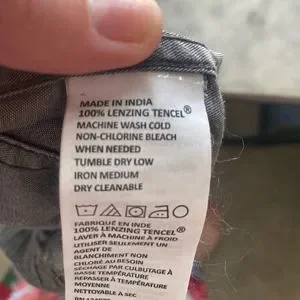 MADE IN INDIA
100% LENZING TENCEL®
MACHINE WASH COLD
NON-CHLORINE BLEACH
WHEN NEEDED
TUMBLE DRY LOW
IRON MEDIUM
DRY CLEANABLE
FABRIQUÉ EN INDE
100% LENZING TENCEL®
LAVER À MACHINE À FROID
UTILISER SEULEMENT UN
AGENT DE
BLANCHIMENT NON
CHLORÉ AU BESOIN
SÉCHAGE PAR CULBUTAGE À
BASSE TEMPÉRATURE
REPASSER À TEMPÉRATURE
MOYENNE
NETTOYABLE À SEC